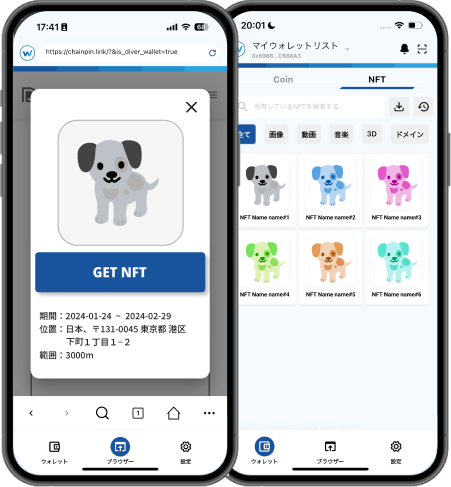 17:41
68
https://chainpin.link/?&is_diver_wallet=true
GET NFT
期間：2024-01-24 ~ 2024-02-29
位置：日本、〒131-0045 東京都 港区
下町１丁目１−２
範囲：3000m
1
ウォレット
ブラウザー
設定
20:01
マイウォレットリスト
Coin
NFT
所有しているNFTを検索する
全て
画像
動画
音楽
3D
ドメイン
NFT Name name#1
NFT Name name#2
NFT Name name#3
NFT Name name#4
NFT Name name#5
NFT Name name#6
ウォレット
ブラウザー
設定